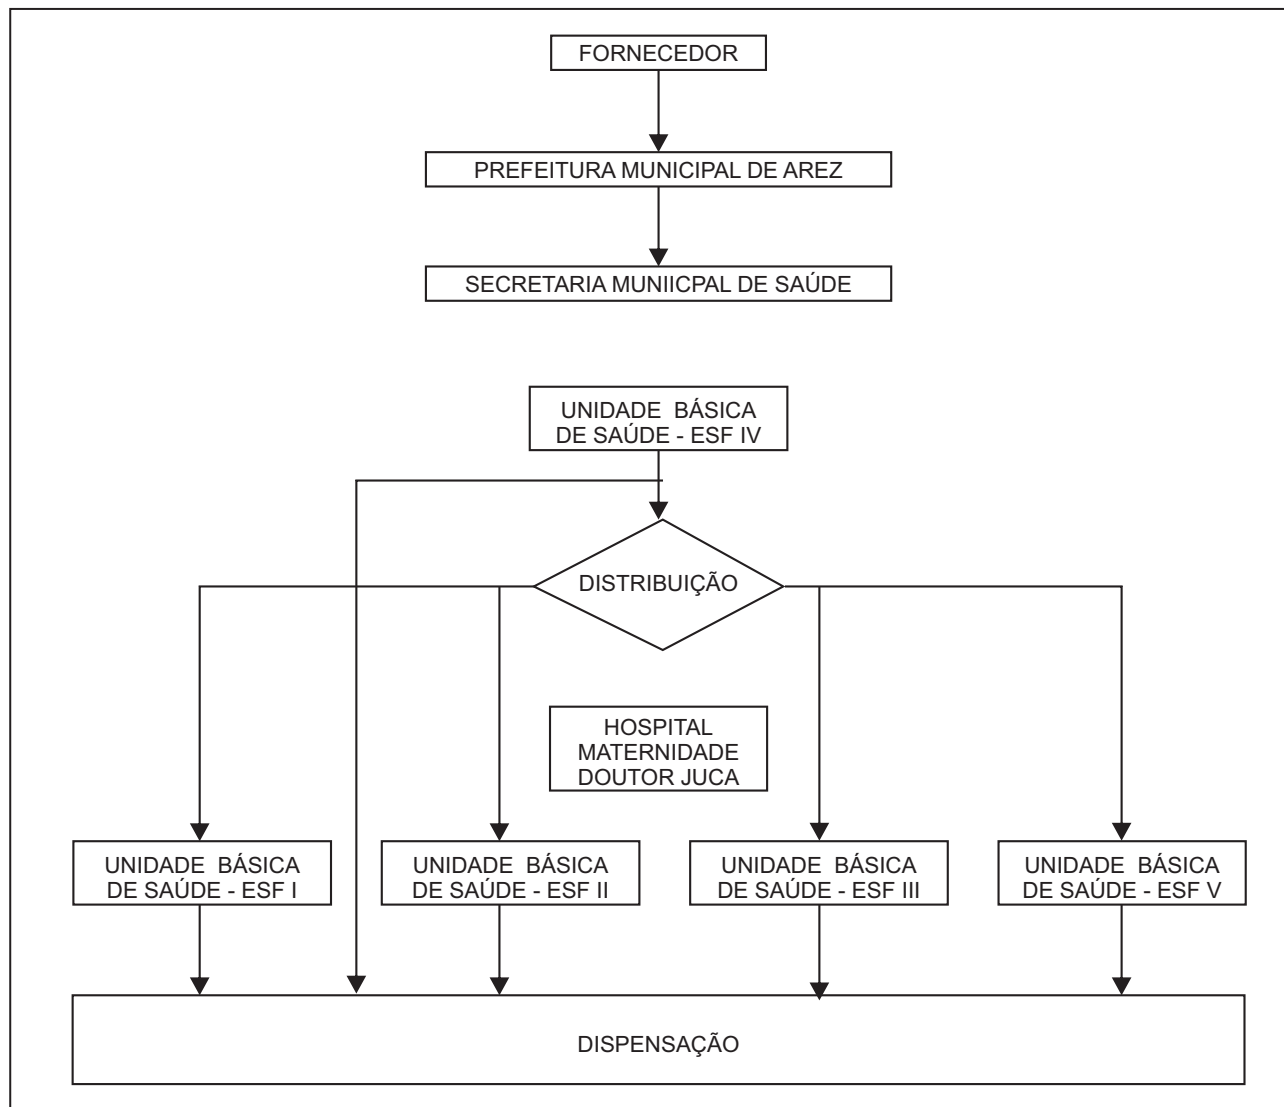 FORNECEDOR
PREFEITURA MUNICIPAL DE AREZ
SECRETARIA MUNIICPAL DE SAÚDE
UNIDADE BÁSICA
DE SAÚDE - ESF IV
DISTRIBUIÇÃO
HOSPITAL
MATERNIDADE
DOUTOR JUCA
UNIDADE BÁSICA
DE SAÚDE - ESF I
UNIDADE BÁSICA
DE SAÚDE - ESF II
UNIDADE BÁSICA
DE SAÚDE - ESF III
UNIDADE BÁSICA
DE SAÚDE - ESF V
DISPENSAÇÃO